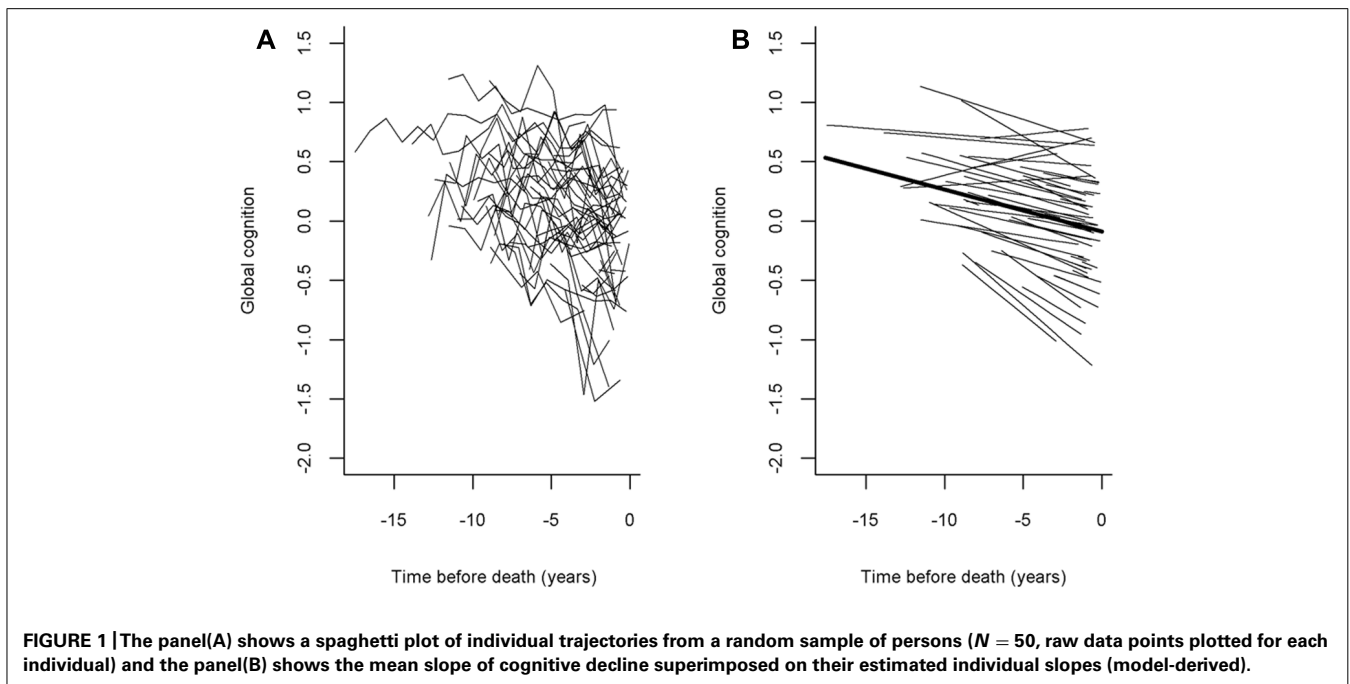 A
B
1.5
1.0
0.5
0.0
-0.5
-1.0
-1.5
-2.0
Global cognition
-15 -10 -5 0
Time before death (years)
1.5
1.0
0.5
0.0
-0.5
-1.0
-1.5
-2.0
Global cognition
-15 -10 -5 0
Time before death (years)
FIGURE 1 | The panel(A) shows a spaghetti plot of individual trajectories from a random sample of persons (N = 50, raw data points plotted for each
individual) and the panel(B) shows the mean slope of cognitive decline superimposed on their estimated individual slopes (model-derived).